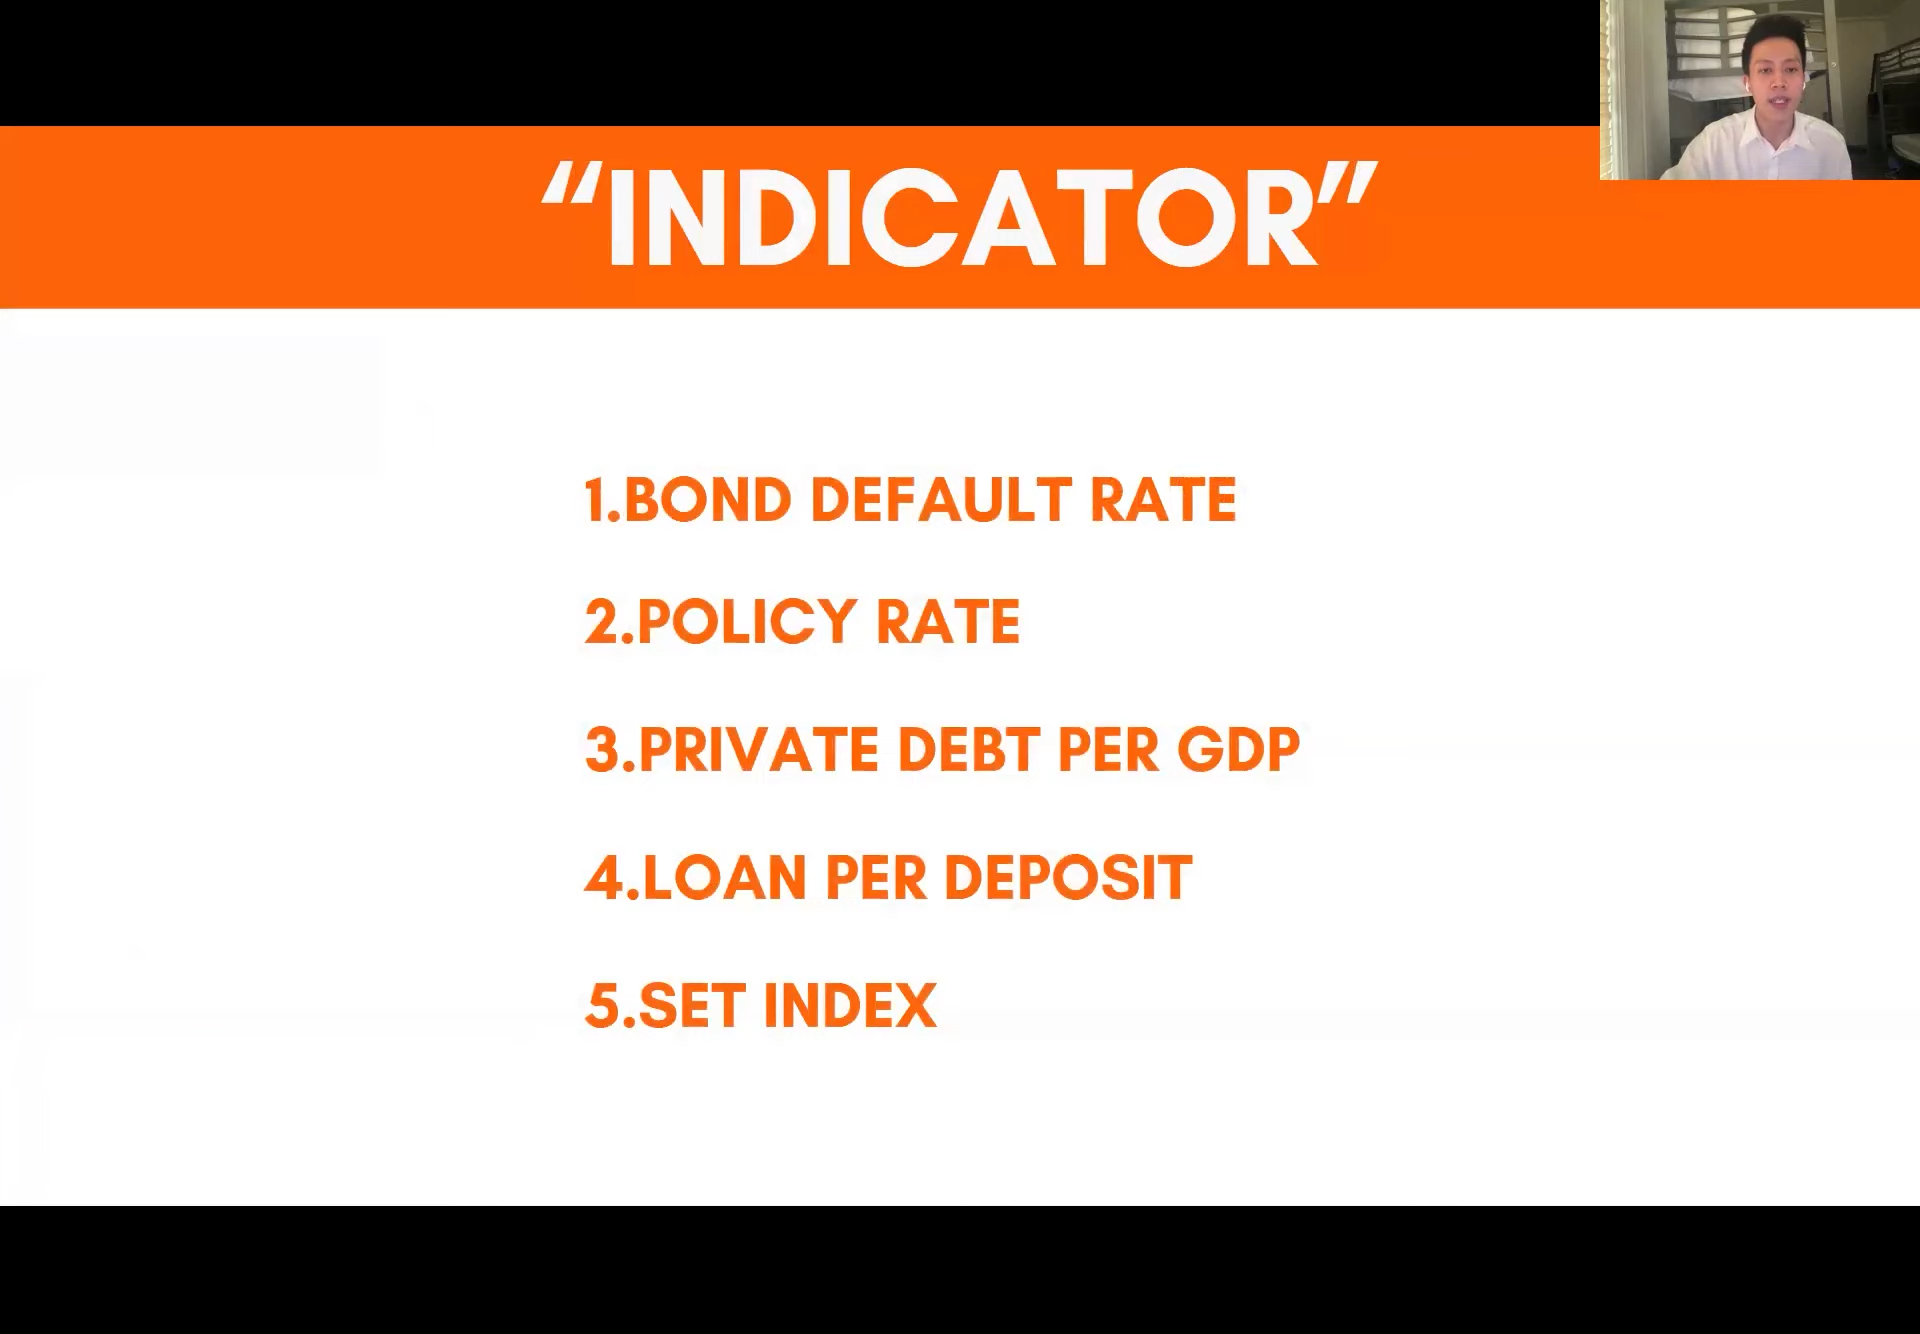 “INDICATOR”
1.BOND DEFAULT RATE
2.POLICY RATE
3.PRIVATE DEBT PER GDP
4.LOAN PER DEPOSIT
5.SET INDEX